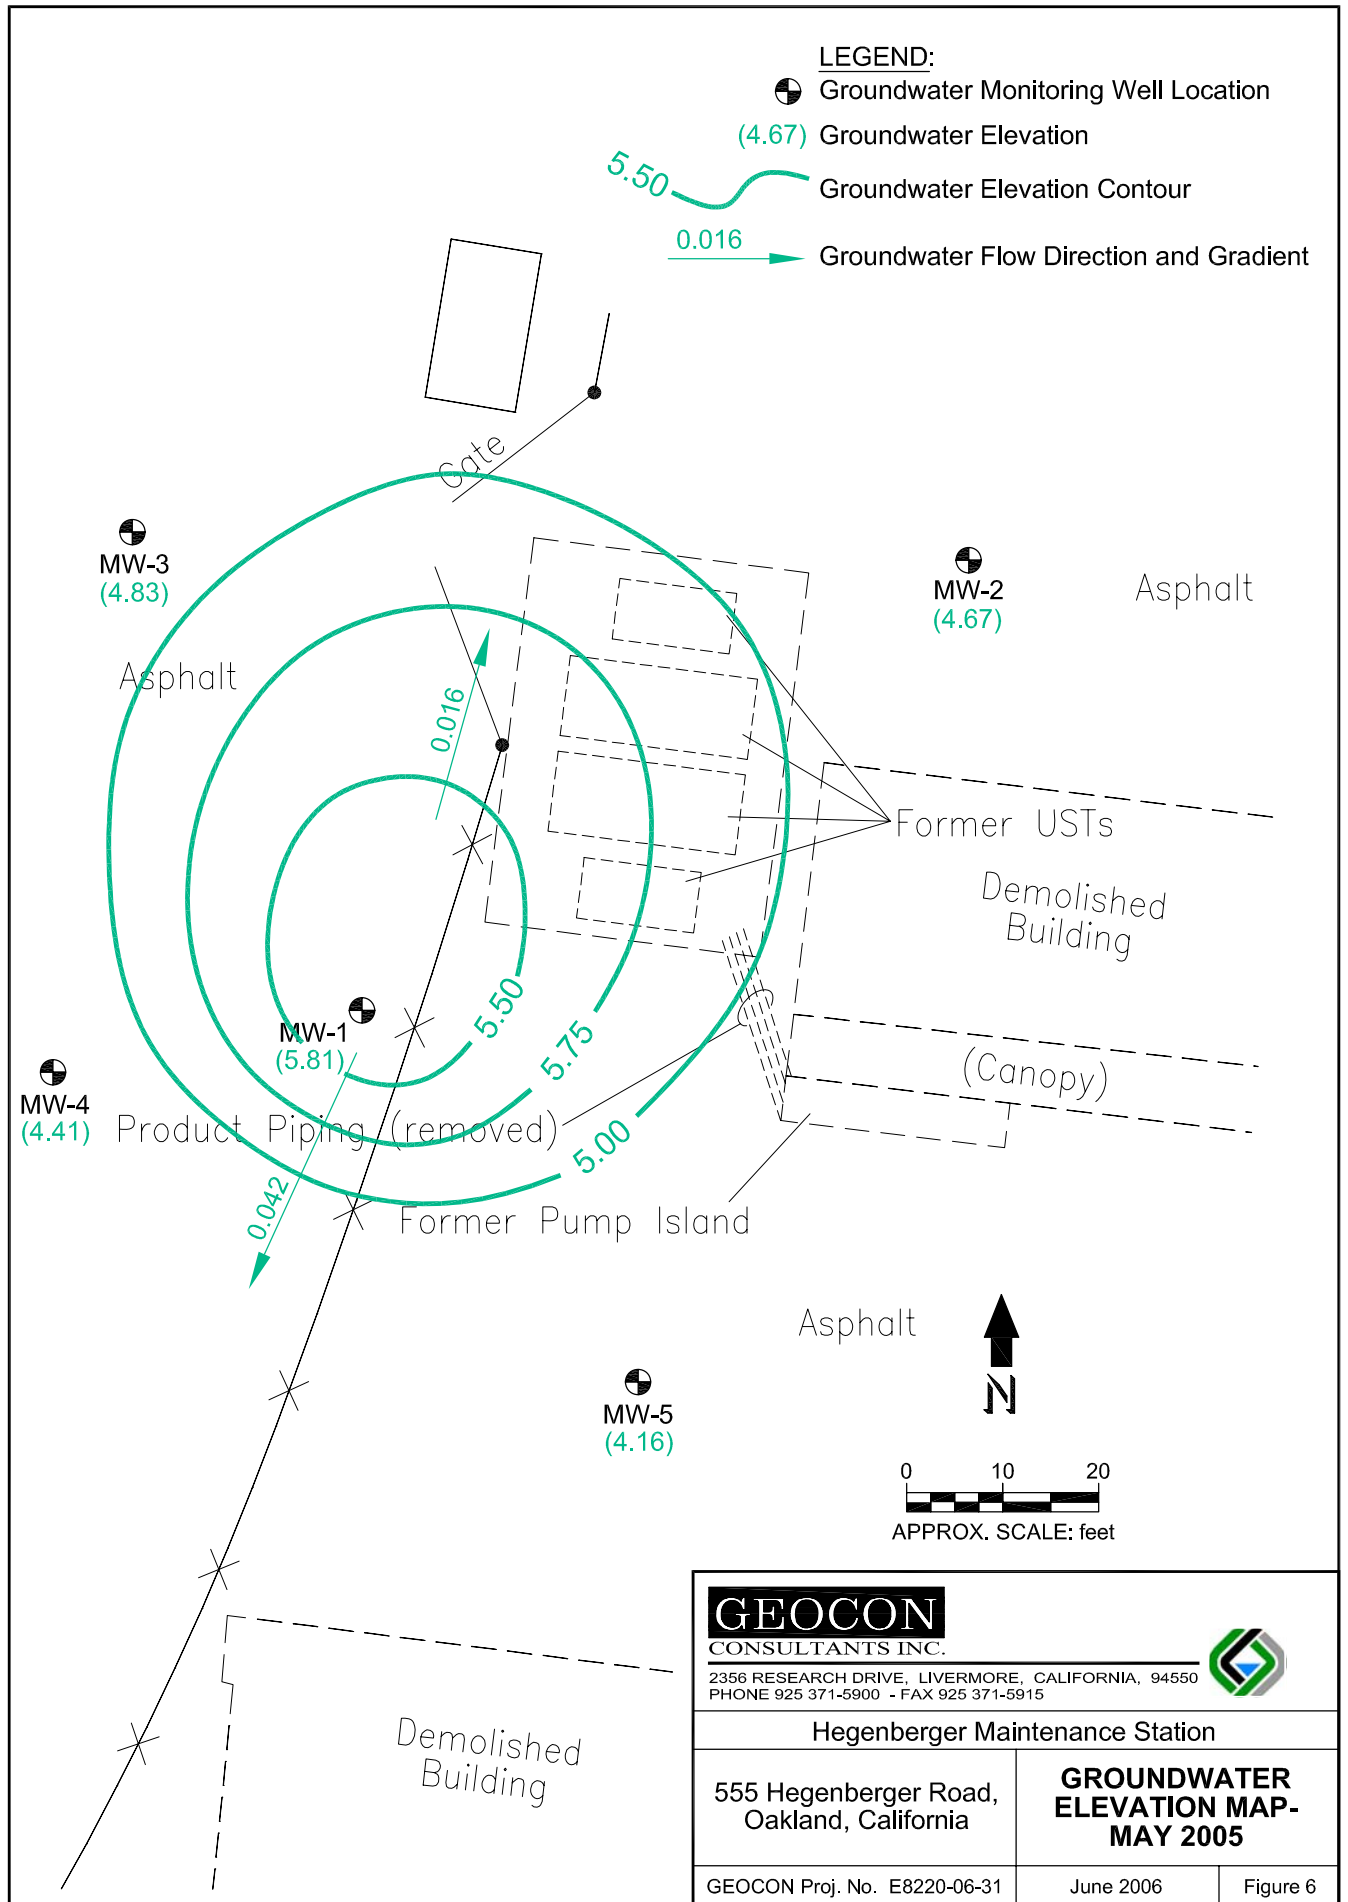 LEGEND:
Groundwater Monitoring Well Location
(4.67) Groundwater Elevation
5.50 Groundwater Elevation Contour
0.016 Groundwater Flow Direction and Gradient
Gate
MW-3
(4.83)
MW-2
(4.67)
Asphalt
Asphalt
0.016
Former USTs
Demolished
Building
5.50
MW-1
(5.81)
5.75
(Canopy)
MW-4
(4.41)
Product Piping (removed)
5.00
0.042
Former Pump Island
Asphalt
N
MW-5
(4.16)
0 10 20
APPROX. SCALE: feet
Demolished
Building
GEOCON
CONSULTANTS INC.
2356 RESEARCH DRIVE, LIVERMORE, CALIFORNIA, 94550
PHONE 925 371-5900 - FAX 925 371-5915
Hegenberger Maintenance Station
555 Hegenberger Road,
Oakland, California
GROUNDWATER
ELEVATION MAP-
MAY 2005
GEOCON Proj. No. E8220-06-31
June 2006
Figure 6